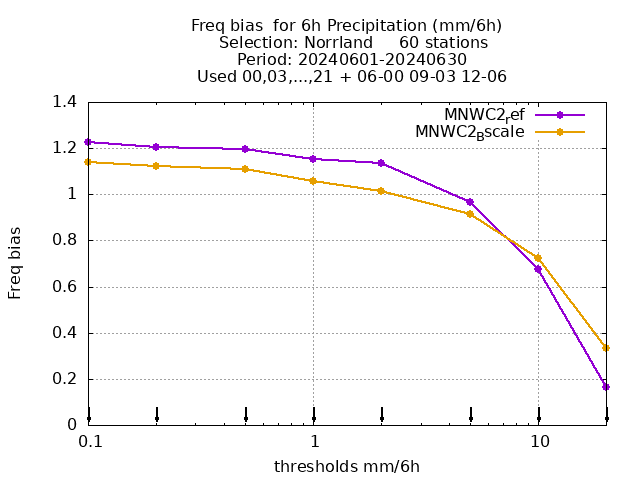 Freq bias  for 6h Precipitation (mm/6h)
Selection: Norrland     60 stations
Period: 20240601-20240630
Used 00,03,...,21 + 06-00 09-03 12-06
MNWC2ref
MNWC2Bscale
1.4
1.2
1
0.8
0.6
0.4
0.2
0
Freq bias
0.1
1
10
thresholds mm/6h